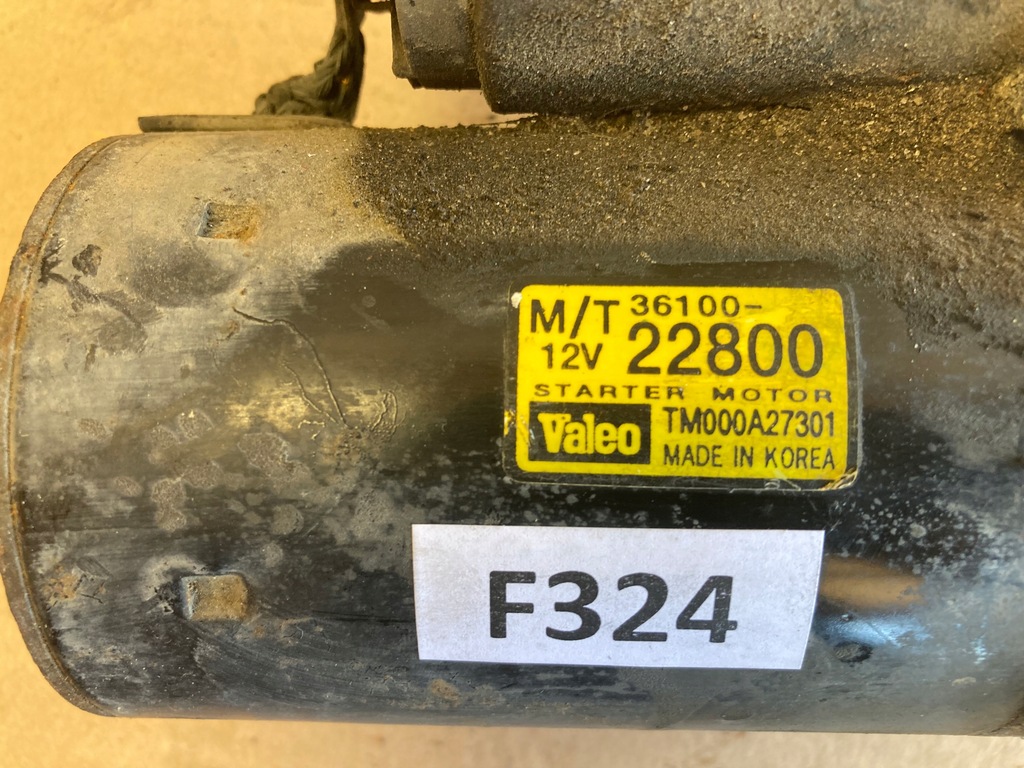 M/T 36100-
12V 22800
STARTER MOTOR
Valeo TM000A27301
MADE IN KOREA
F324